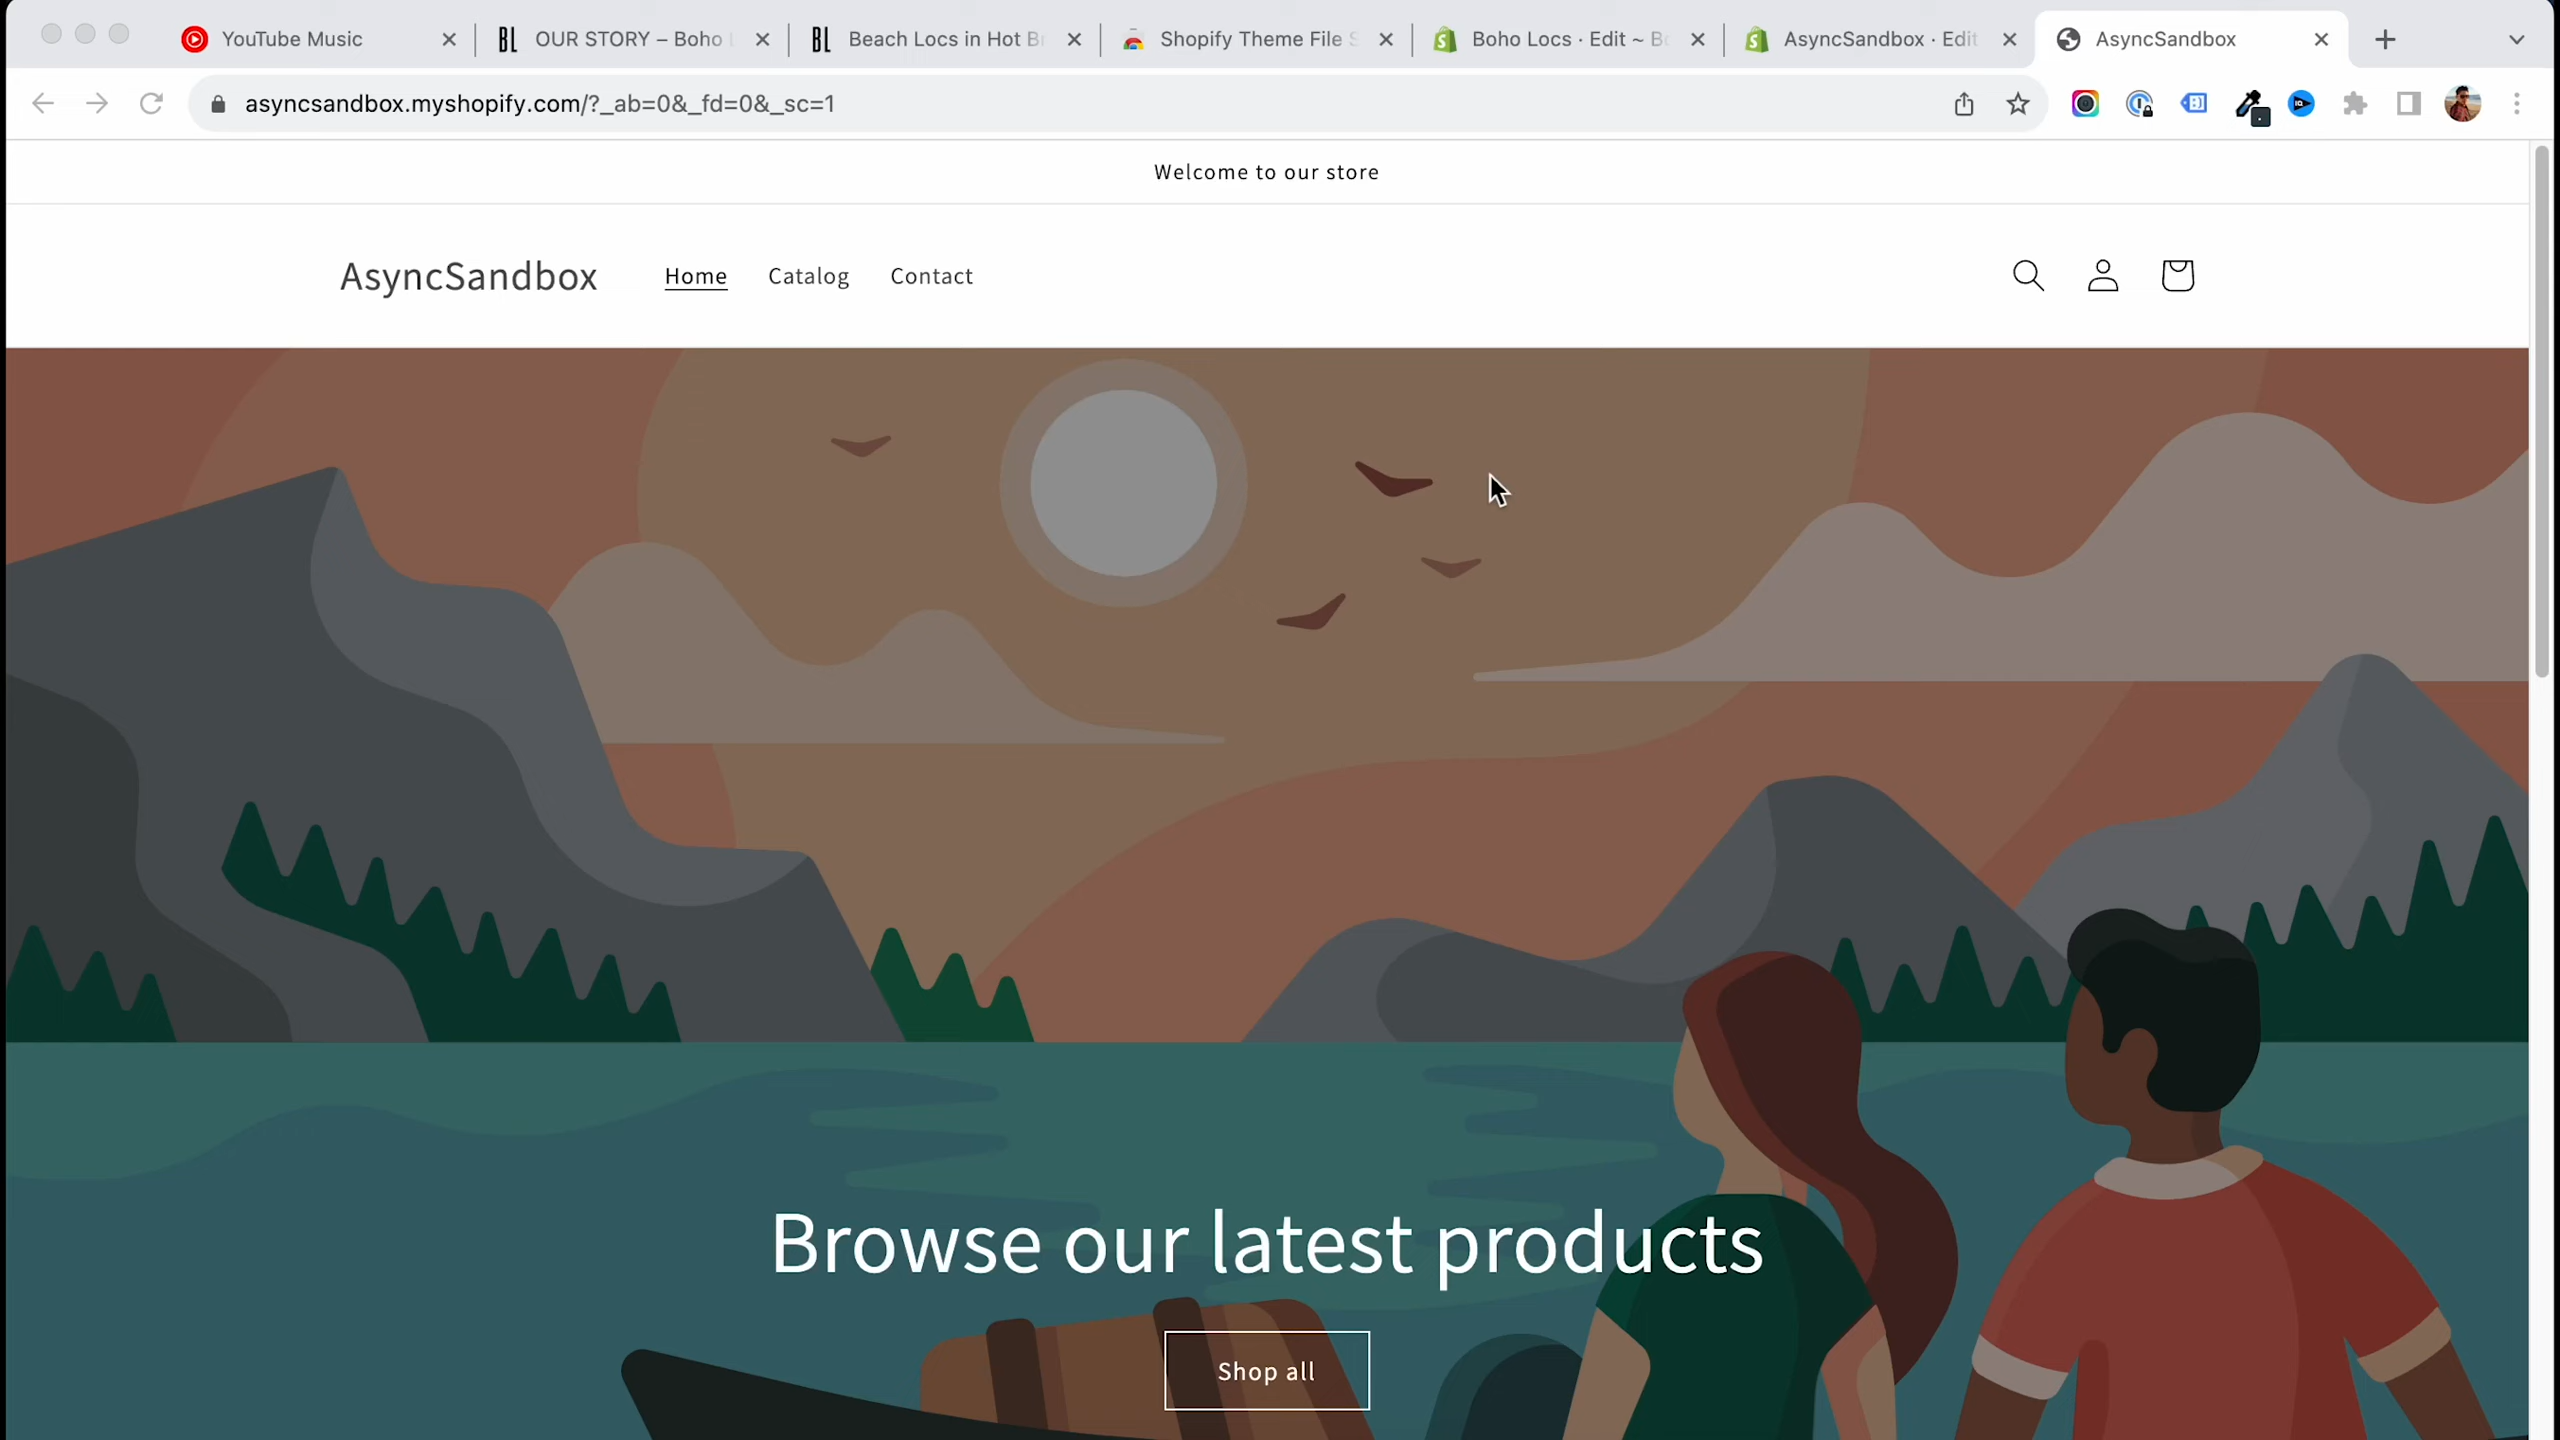 YouTube Music
BL OUR STORY – Boho
BL Beach Locs in Hot B
Shopify Theme File S
Boho Locs · Edit ~ B
AsyncSandbox · Edit
AsyncSandbox
asyncsandbox.myshopify.com/?_ab=0&_fd=0&_sc=1
Welcome to our store
AsyncSandbox
Home
Catalog
Contact
Browse our latest products
Shop all